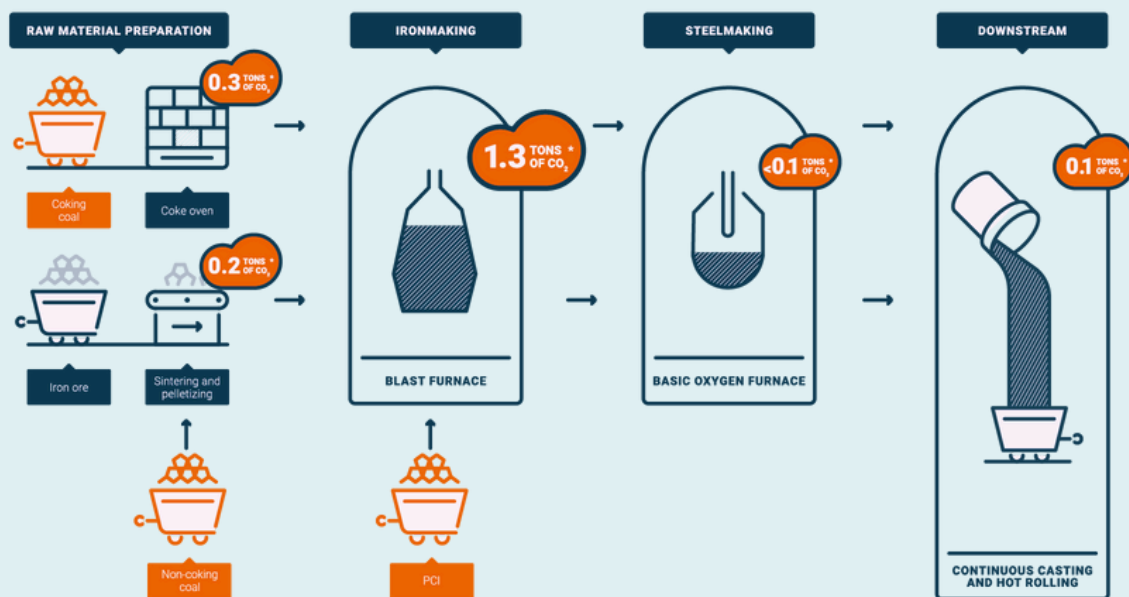 RAW MATERIAL PREPARATION
IRONMAKING
STEELMAKING
DOWNSTREAM
0.3 TONS *
OF CO₂
1.3 TONS *
OF CO₂
<0.1 TONS *
OF CO₂
0.1 TONS *
OF CO₂
Coking
coal
Coke oven
0.2 TONS *
OF CO₂
Iron ore
Sintering and
pelletizing
BLAST FURNACE
BASIC OXYGEN FURNACE
Non-coking
coal
PCI
CONTINUOUS CASTING
AND HOT ROLLING